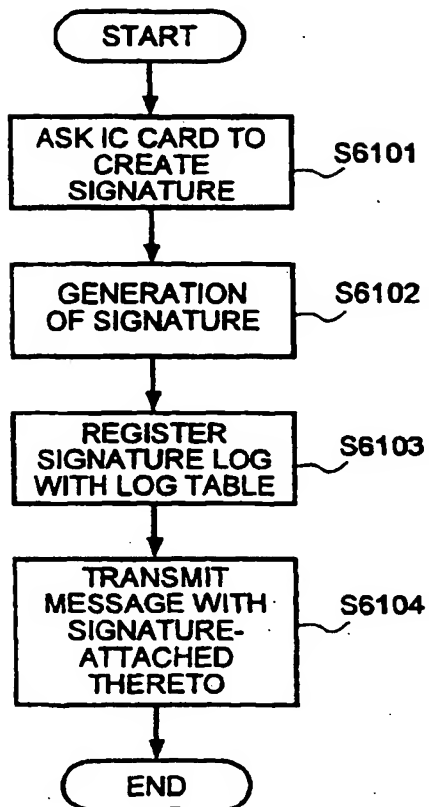 START
ASK IC CARD TO
CREATE
SIGNATURE
S6101
GENERATION
OF SIGNATURE
S6102
REGISTER
SIGNATURE LOG
WITH LOG TABLE
S6103
TRANSMIT
MESSAGE WITH
SIGNATURE-
ATTACHED
THERETO
S6104
END